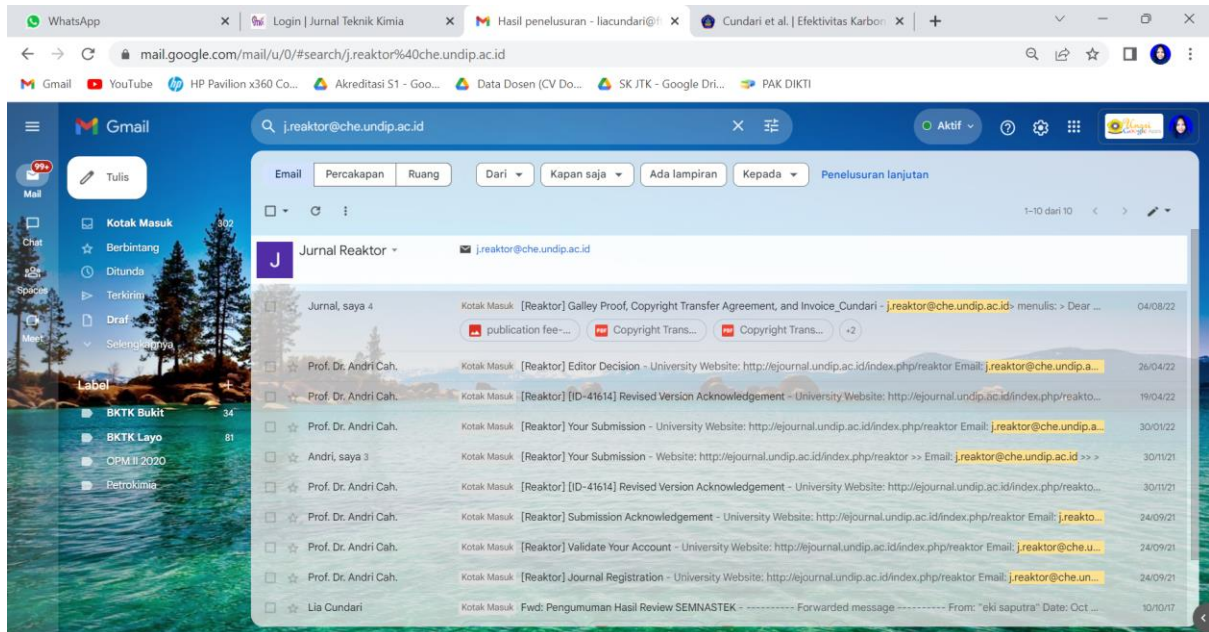 WhatsApp
Login | Jurnal Teknik Kimia
Hasil penelusuran - liacundari@
Cundari et al. | Efektivitas Karbon
mail.google.com/mail/u/0/#search/j.reaktor%40che.undip.ac.id
Gmail YouTube HP Pavilion x360 Co... Akreditasi S1 - Goo... Data Dosen (CV Do... SK JTK - Google Dri... PAK DIKTI
Gmail
j.reaktor@che.undip.ac.id
Aktif
99+
Mail
Chat
Spaces
Meet
Tulis
Kotak Masuk 302
Berbintang
Ditunda
Terkirim
Draf
Selengkapnya
Label
BKTK Bukit 34
BKTK Layo 81
OPM II 2020
Petrokimia
Email Percakapan Ruang Dari Kapan saja Ada lampiran Kepada Penelusuran lanjutan
1–10 dari 10
J Jurnal Reaktor j.reaktor@che.undip.ac.id
Jurnal, saya 4 Kotak Masuk [Reaktor] Galley Proof, Copyright Transfer Agreement, and Invoice_Cundari - j.reaktor@che.undip.ac.id> menulis: > Dear ... 04/08/22
publication fee-... PDF Copyright Trans... PDF Copyright Trans... +2
Prof. Dr. Andri Cah. Kotak Masuk [Reaktor] Editor Decision - University Website: http://ejournal.undip.ac.id/index.php/reaktor Email: j.reaktor@che.undip.a... 26/04/22
Prof. Dr. Andri Cah. Kotak Masuk [Reaktor] [ID-41614] Revised Version Acknowledgement - University Website: http://ejournal.undip.ac.id/index.php/reakto... 19/04/22
Prof. Dr. Andri Cah. Kotak Masuk [Reaktor] Your Submission - University Website: http://ejournal.undip.ac.id/index.php/reaktor Email: j.reaktor@che.undip.a... 30/01/22
Andri, saya 3 Kotak Masuk [Reaktor] Your Submission - Website: http://ejournal.undip.ac.id/index.php/reaktor >> Email: j.reaktor@che.undip.ac.id >> > 30/11/21
Prof. Dr. Andri Cah. Kotak Masuk [Reaktor] [ID-41614] Revised Version Acknowledgement - University Website: http://ejournal.undip.ac.id/index.php/reakto... 30/11/21
Prof. Dr. Andri Cah. Kotak Masuk [Reaktor] Submission Acknowledgement - University Website: http://ejournal.undip.ac.id/index.php/reaktor Email: j.reakto... 24/09/21
Prof. Dr. Andri Cah. Kotak Masuk [Reaktor] Validate Your Account - University Website: http://ejournal.undip.ac.id/index.php/reaktor Email: j.reaktor@che.u... 24/09/21
Prof. Dr. Andri Cah. Kotak Masuk [Reaktor] Journal Registration - University Website: http://ejournal.undip.ac.id/index.php/reaktor Email: j.reaktor@che.un... 24/09/21
Lia Cundari Kotak Masuk Fwd: Pengumuman Hasil Review SEMNASTEK - ---------- Forwarded message ---------- From: "eki saputra" Date: Oct ... 10/10/17